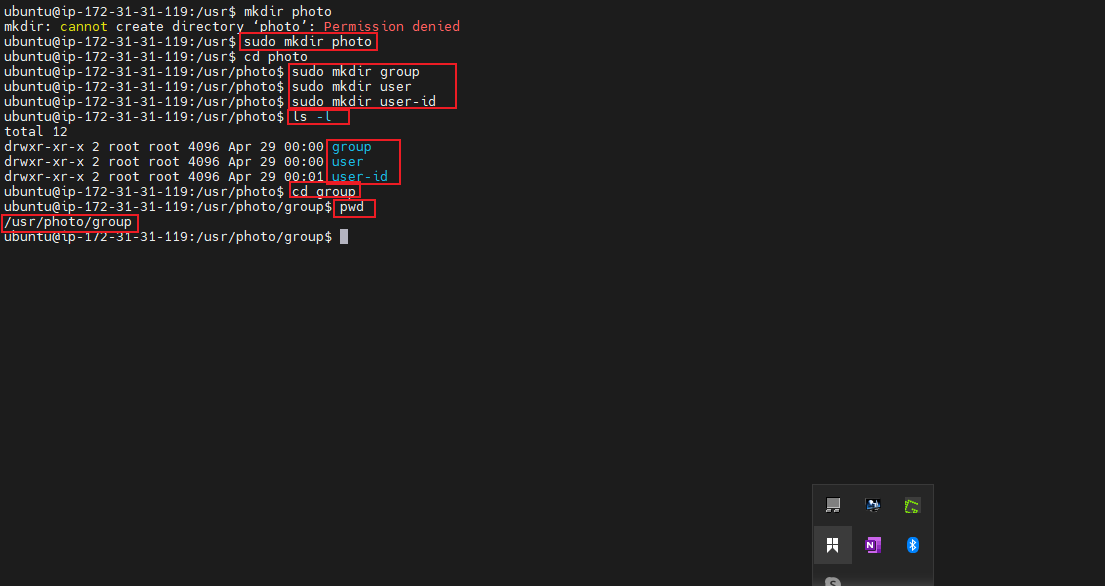 ubuntu@ip-172-31-31-119:/usr$ mkdir photo
mkdir: cannot create directory ‘photo’: Permission denied
ubuntu@ip-172-31-31-119:/usr$ sudo mkdir photo
ubuntu@ip-172-31-31-119:/usr$ cd photo
ubuntu@ip-172-31-31-119:/usr/photo$ sudo mkdir group
ubuntu@ip-172-31-31-119:/usr/photo$ sudo mkdir user
ubuntu@ip-172-31-31-119:/usr/photo$ sudo mkdir user-id
ubuntu@ip-172-31-31-119:/usr/photo$ ls -l
total 12
drwxr-xr-x 2 root root 4096 Apr 29 00:00 group
drwxr-xr-x 2 root root 4096 Apr 29 00:00 user
drwxr-xr-x 2 root root 4096 Apr 29 00:01 user-id
ubuntu@ip-172-31-31-119:/usr/photo$ cd group
ubuntu@ip-172-31-31-119:/usr/photo/group$ pwd
/usr/photo/group
ubuntu@ip-172-31-31-119:/usr/photo/group$
N
S